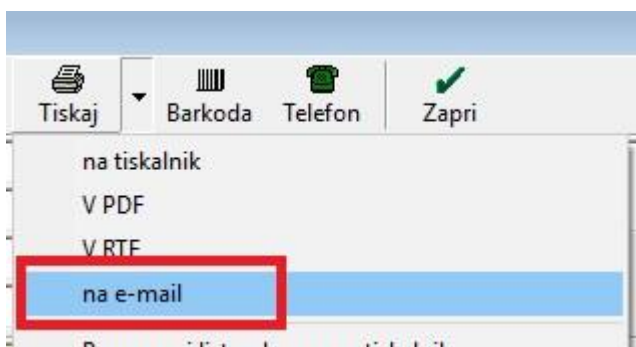 Tiskaj Barkoda Telefon Zapri
na tiskalnik
V PDF
V RTF
na e-mail